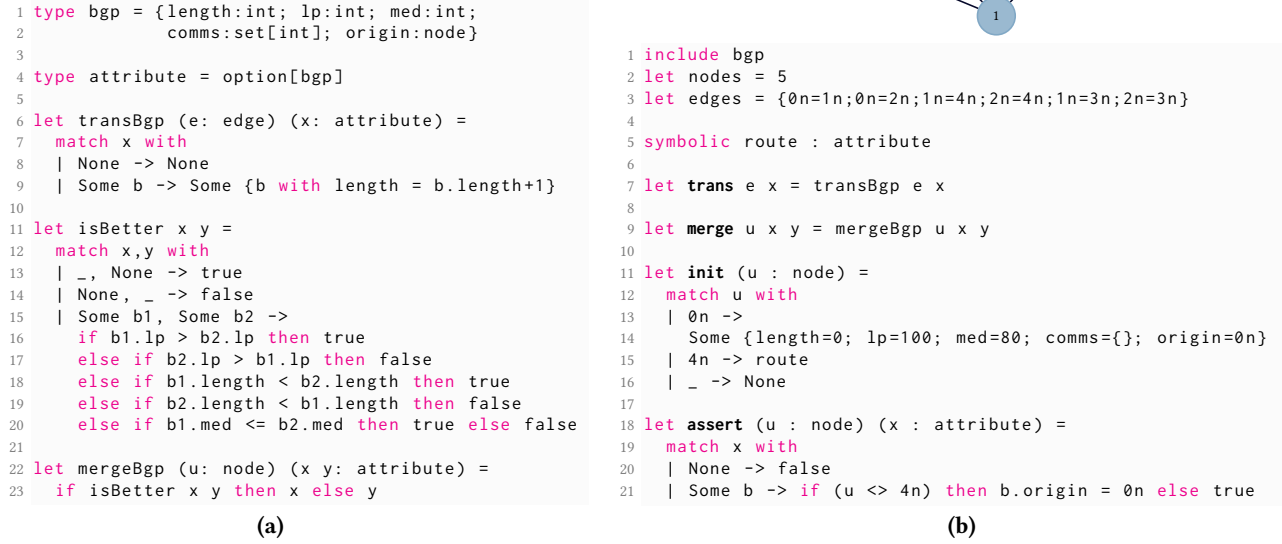 1 type bgp = {length:int; lp:int; med:int;
2             comms:set[int]; origin:node}
3
4 type attribute = option[bgp]
5
6 let transBgp (e: edge) (x: attribute) =
7   match x with
8   | None -> None
9   | Some b -> Some {b with length = b.length+1}
10
11 let isBetter x y =
12   match x,y with
13   | _, None -> true
14   | None, _ -> false
15   | Some b1, Some b2 ->
16     if b1.lp > b2.lp then true
17     else if b2.lp > b1.lp then false
18     else if b1.length < b2.length then true
19     else if b2.length < b1.length then false
20     else if b1.med <= b2.med then true else false
21
22 let mergeBgp (u: node) (x y: attribute) =
23   if isBetter x y then x else y
(a)
1
1 include bgp
2 let nodes = 5
3 let edges = {0n=1n;0n=2n;1n=4n;2n=4n;1n=3n;2n=3n}
4
5 symbolic route : attribute
6
7 let trans e x = transBgp e x
8
9 let merge u x y = mergeBgp u x y
10
11 let init (u : node) =
12   match u with
13   | 0n ->
14     Some {length=0; lp=100; med=80; comms={}; origin=0n}
15   | 4n -> route
16   | _ -> None
17
18 let assert (u : node) (x : attribute) =
19   match x with
20   | None -> false
21   | Some b -> if (u <> 4n) then b.origin = 0n else true
(b)